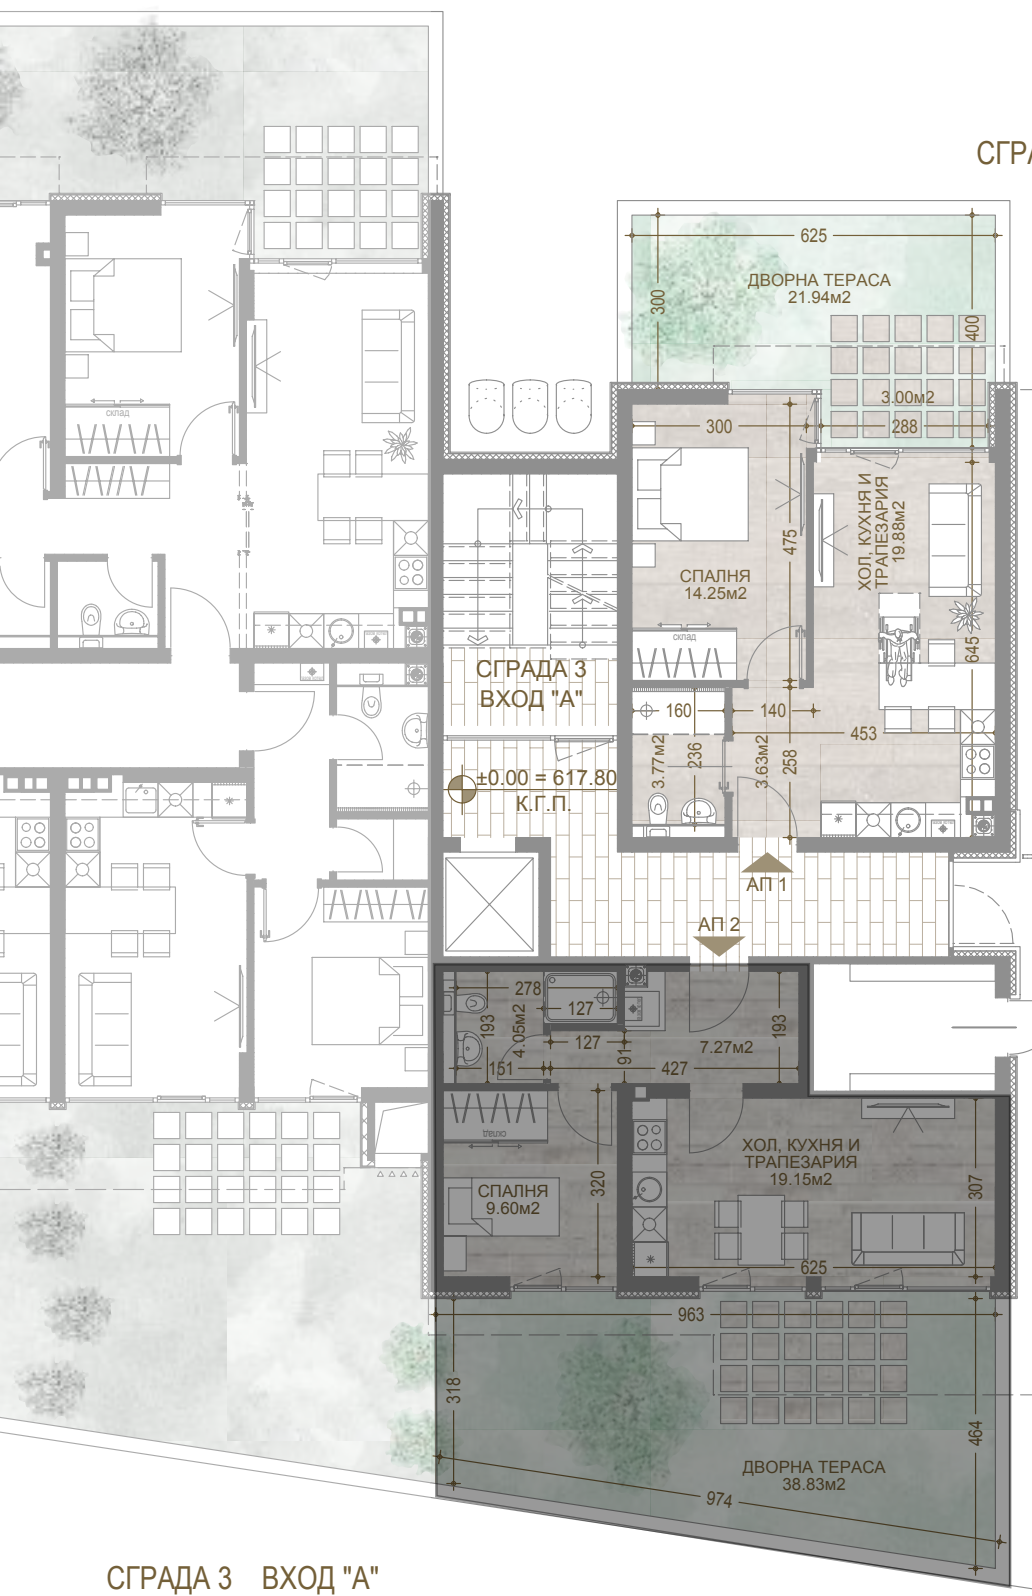 СГРА
625
ДВОРНА ТЕРАСА
21.94м2
300
400
3.00м2
300
288
склад
475
ХОЛ, КУХНЯ И
ТРАПЕЗАРИЯ
19.88м2
СПАЛНЯ
14.25м2
склад
645
СГРАДА 3
ВХОД "А"
160
140
453
3.77м2
236
3.63м2
258
±0.00 = 617.80
К.Г.П.
АП 1
АП 2
278
127
193
4.05м2
127
91
7.27м2
193
151
427
склад
ХОЛ, КУХНЯ И
ТРАПЕЗАРИЯ
19.15м2
СПАЛНЯ
9.60м2
320
307
625
963
318
464
ДВОРНА ТЕРАСА
38.83м2
974
СГРАДА 3 ВХОД "А"